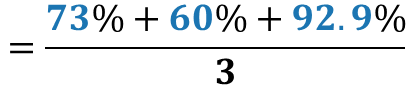 = 73% + 60% + 92.9%
3